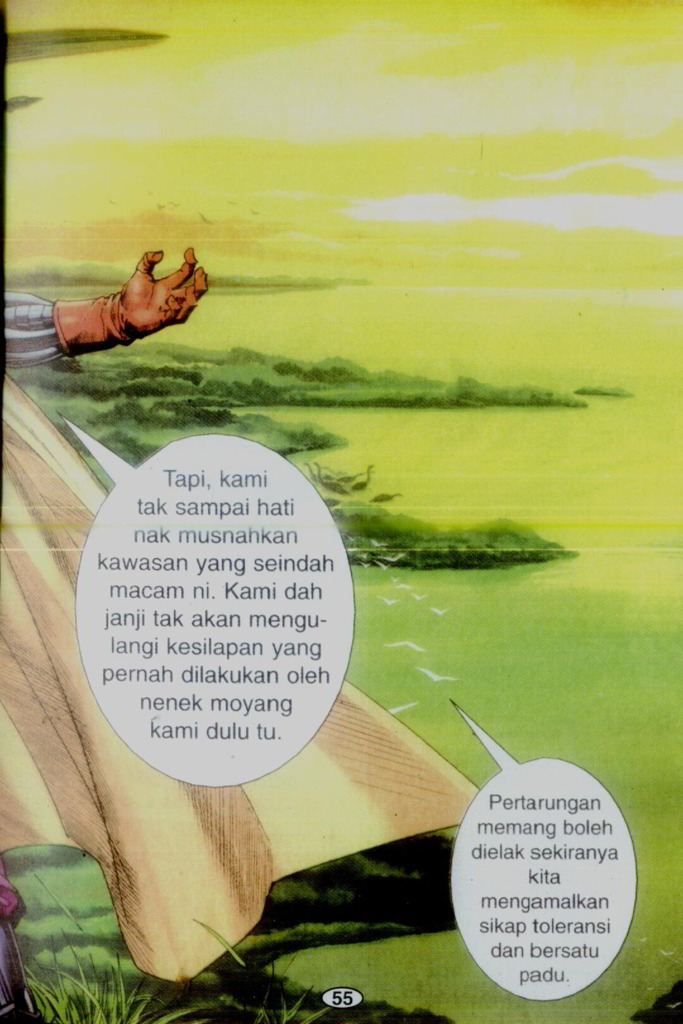 Tapi, kami
tak sampai hati
nak musnahkan
kawasan yang seindah
macam ni. Kami dah
janji tak akan mengu-
langi kesilapan yang
pernah dilakukan oleh
nenek moyang
kami dulu tu.
Pertarungan
memang boleh
dielak sekiranya
kita
mengamalkan
sikap toleransi
dan bersatu
padu.
55